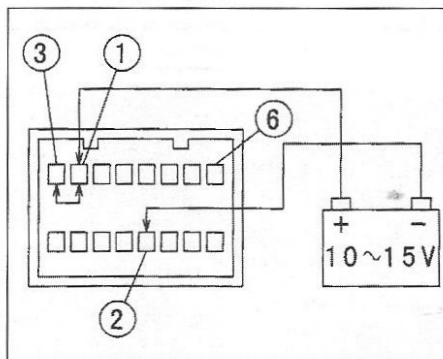 ③ ① ⑥
+ −
10~15V
②